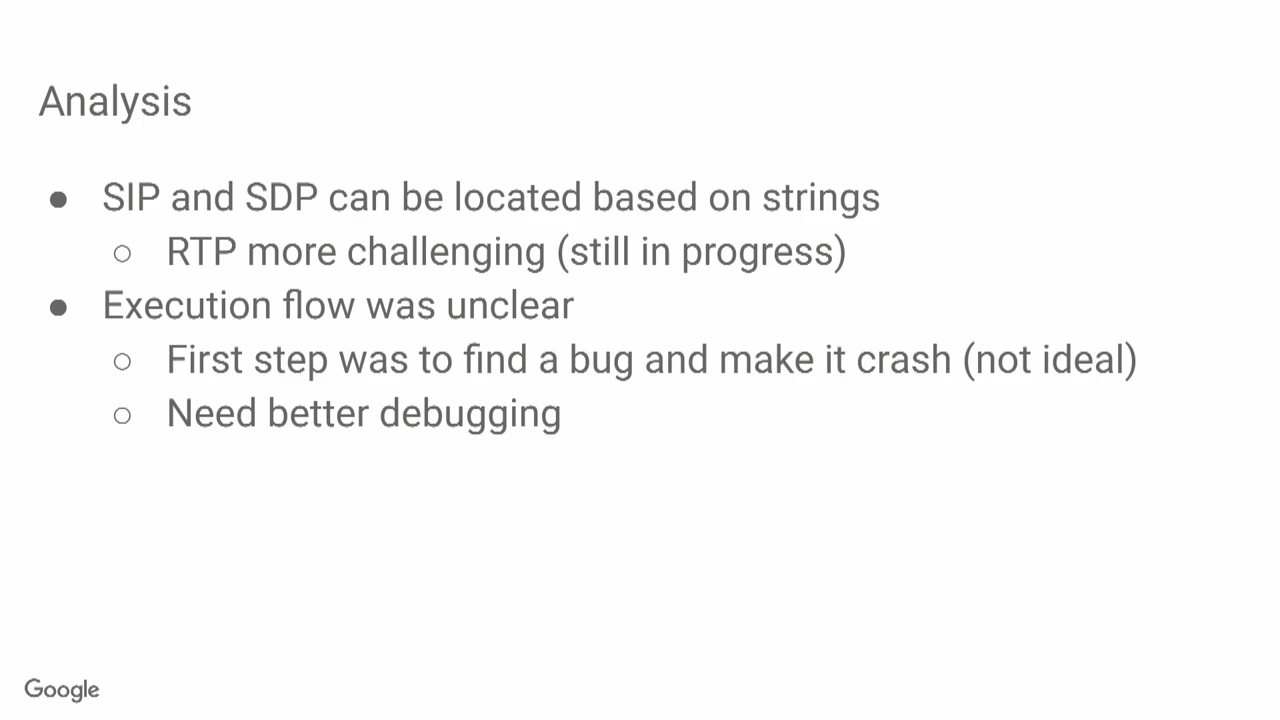 Analysis
● SIP and SDP can be located based on strings
○ RTP more challenging (still in progress)
● Execution flow was unclear
○ First step was to find a bug and make it crash (not ideal)
○ Need better debugging
Google